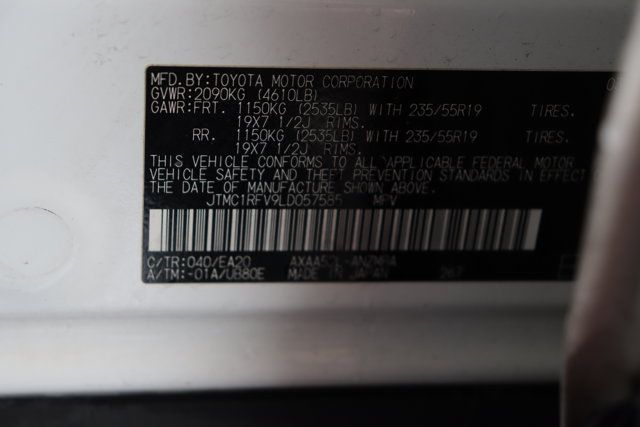 MFD.BY:TOYOTA MOTOR CORPORATION
GVWR:2090KG (4610LB)
GAWR:FRT. 1150KG (2535LB) WITH 235/55R19 TIRES.
19X7 1/2J RIMS.
RR. 1150KG (2535LB) WITH 235/55R19 TIRES.
19X7 1/2J RIMS.
THIS VEHICLE CONFORMS TO ALL APPLICABLE FEDERAL MOTOR
VEHICLE SAFETY AND THEFT PREVENTION STANDARDS IN EFFECT ON
THE DATE OF MANUFACTURE SHOWN ABOVE.
JTMC1RFV9LD057585 MPV
C/TR:040/EA20
A/TM:-01A/UB80E MADE IN JAPAN 267